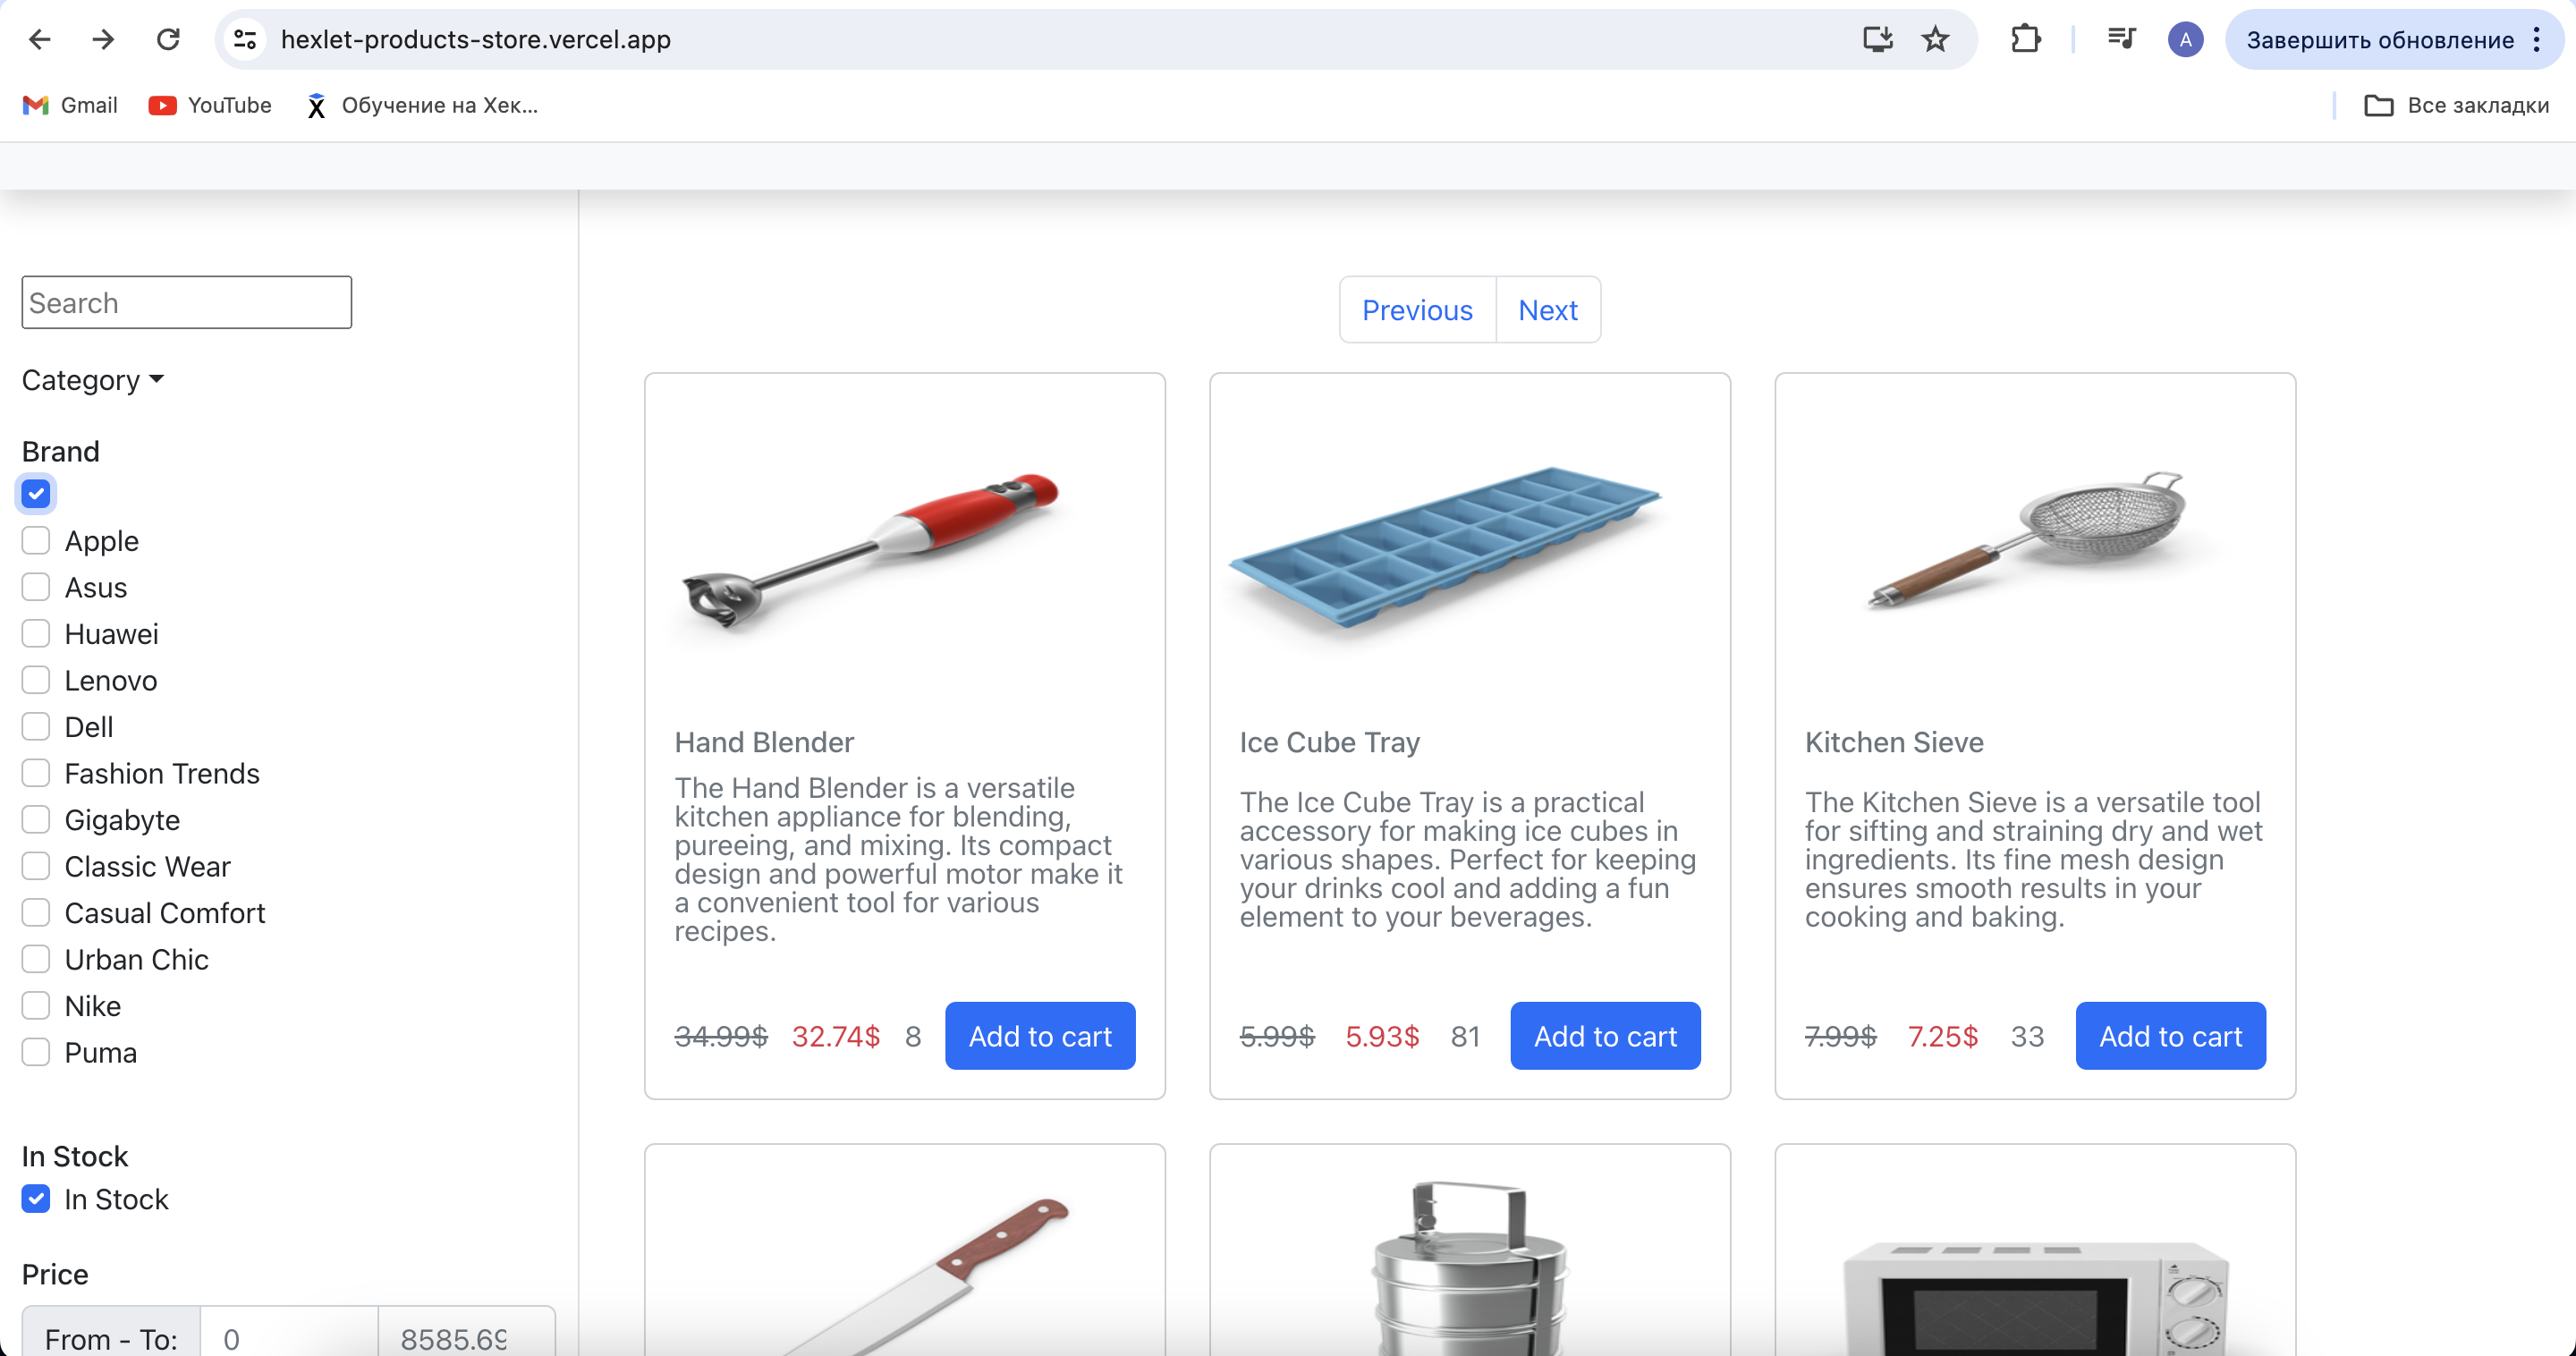 hexlet-products-store.vercel.app
A
Завершить обновление
Gmail
YouTube
Обучение на Хек...
Все закладки
Search
Category
Brand
Apple
Asus
Huawei
Lenovo
Dell
Fashion Trends
Gigabyte
Classic Wear
Casual Comfort
Urban Chic
Nike
Puma
In Stock
In Stock
Price
From - To:
0
8585.69
Previous
Next
Hand Blender
The Hand Blender is a versatile
kitchen appliance for blending,
pureeing, and mixing. Its compact
design and powerful motor make it
a convenient tool for various
recipes.
34.99$ 32.74$ 8 Add to cart
Ice Cube Tray
The Ice Cube Tray is a practical
accessory for making ice cubes in
various shapes. Perfect for keeping
your drinks cool and adding a fun
element to your beverages.
5.99$ 5.93$ 81 Add to cart
Kitchen Sieve
The Kitchen Sieve is a versatile tool
for sifting and straining dry and wet
ingredients. Its fine mesh design
ensures smooth results in your
cooking and baking.
7.99$ 7.25$ 33 Add to cart